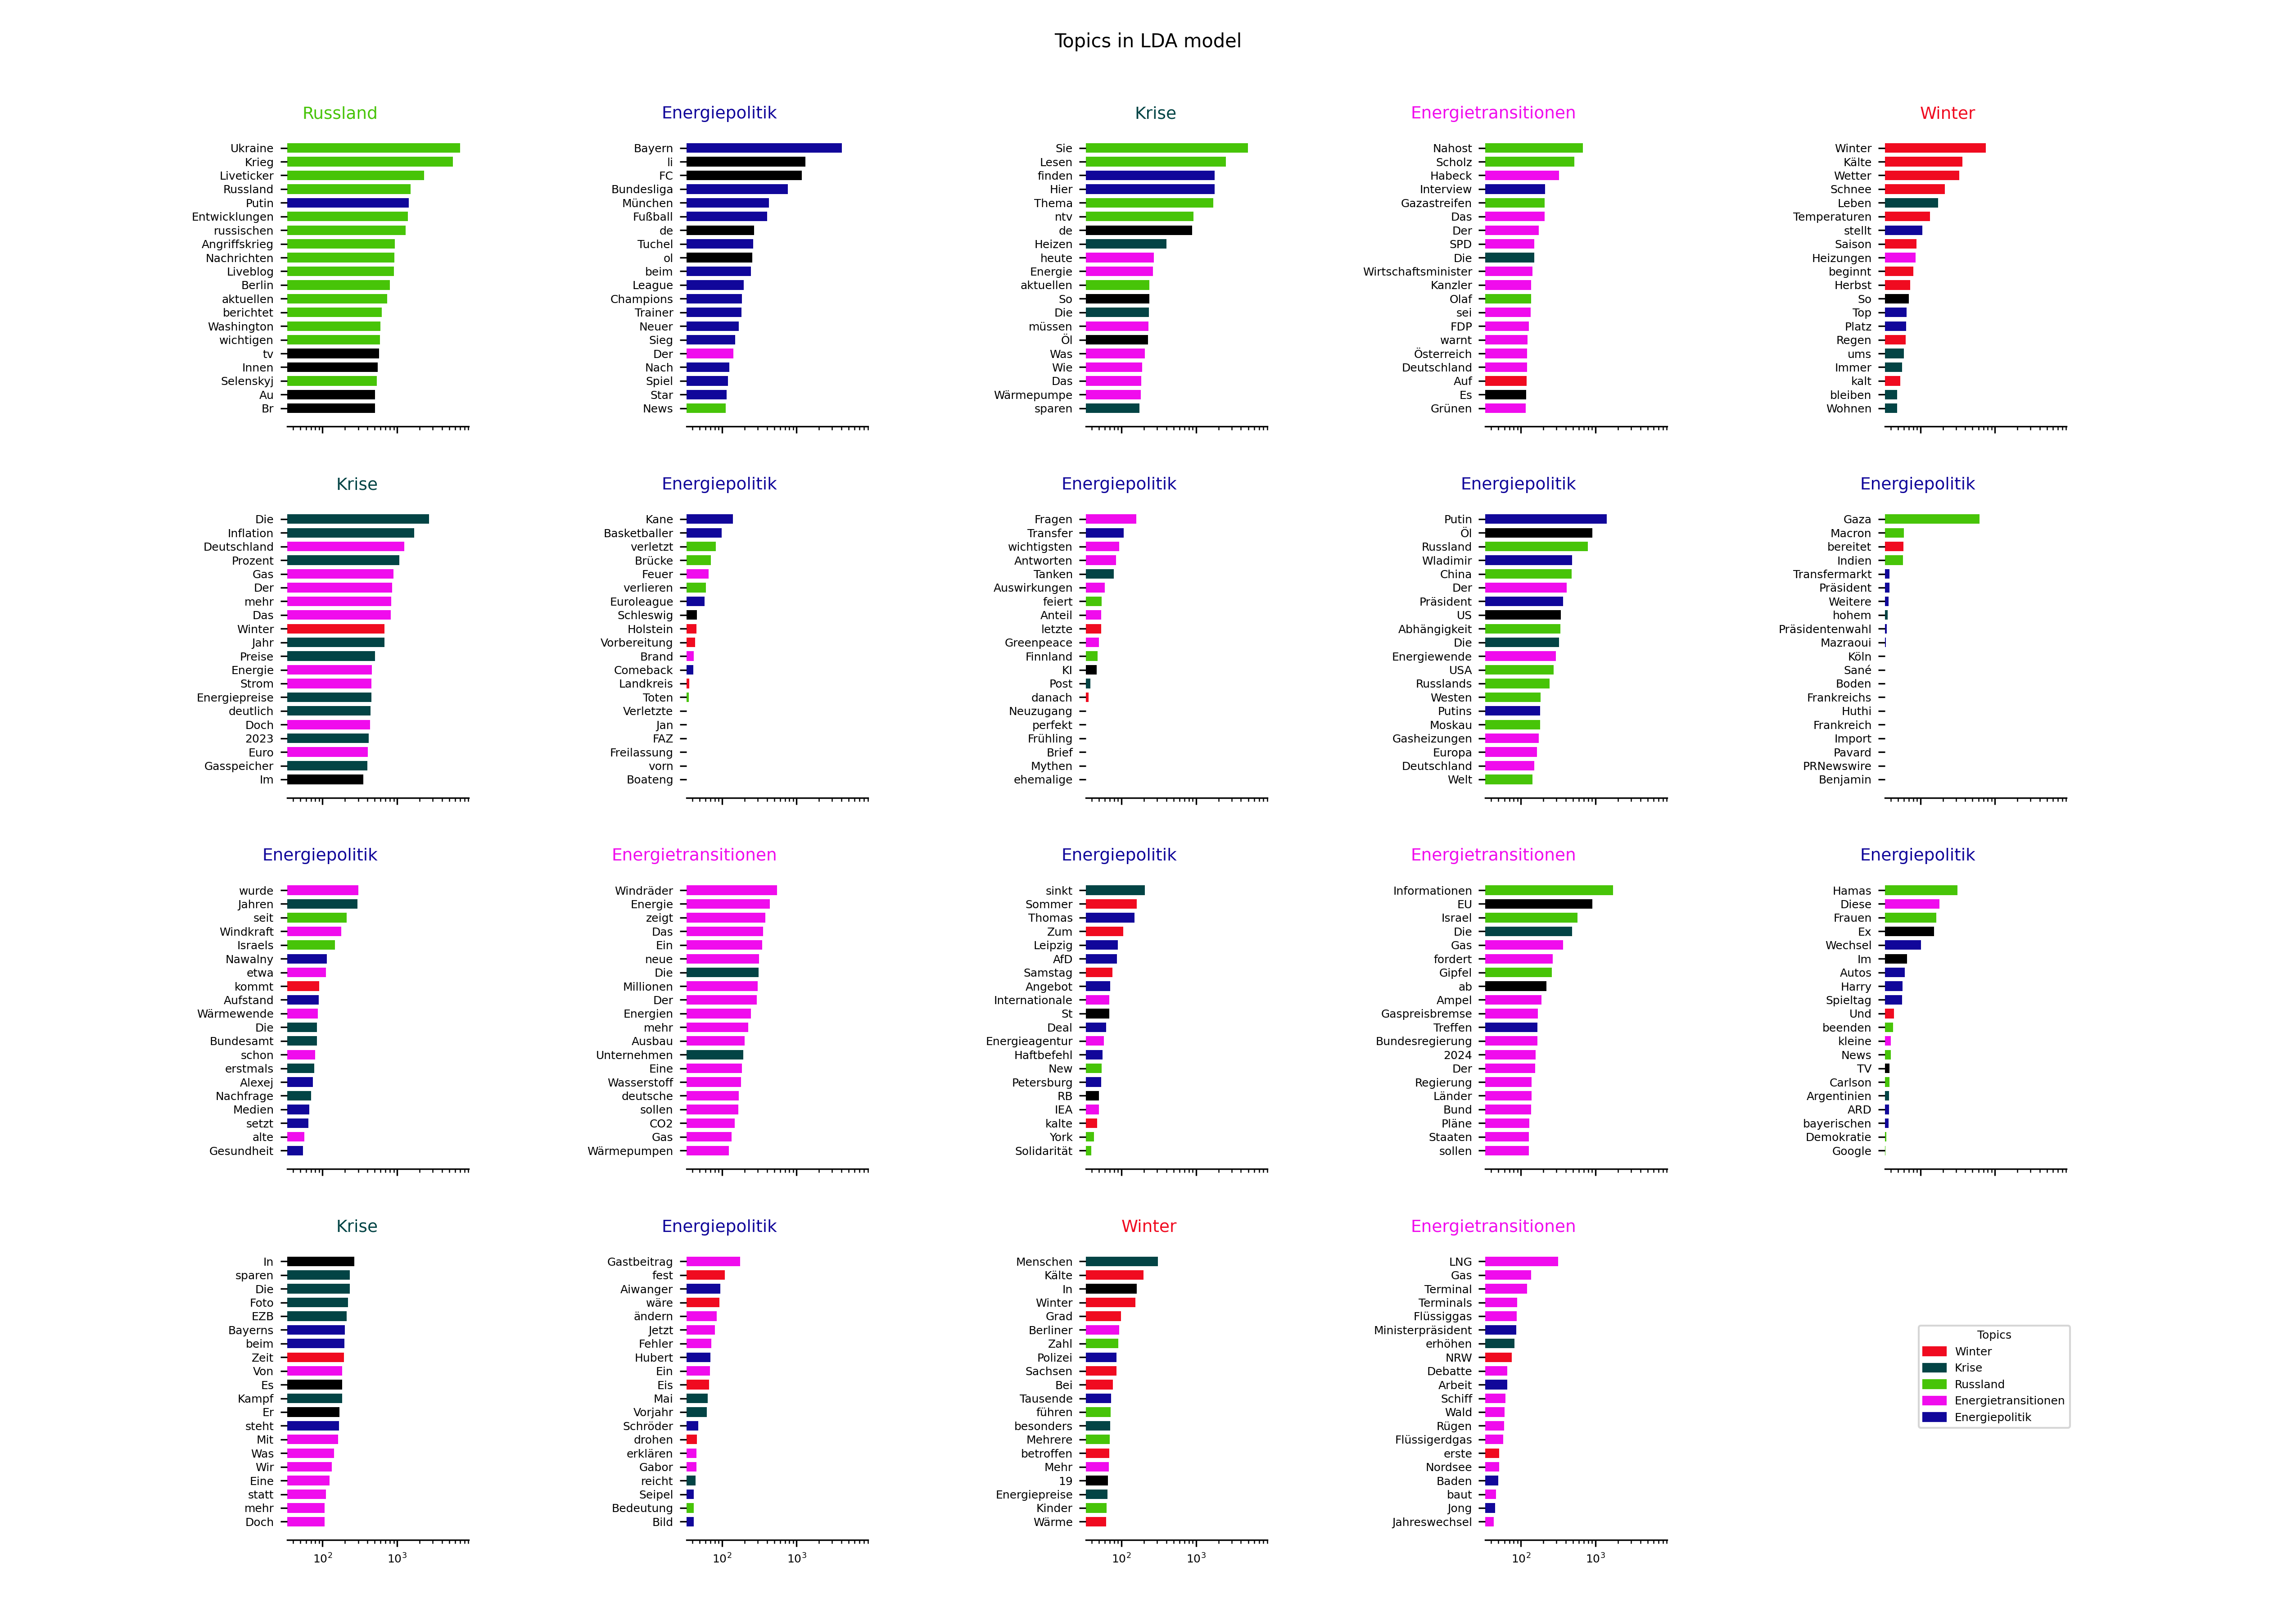 Topics in LDA model
Russland
Ukraine
Krieg
Liveticker
Russland
Putin
Entwicklungen
russischen
Angriffskrieg
Nachrichten
Liveblog
Berlin
aktuellen
berichtet
Washington
wichtigen
tv
Innen
Selenskyj
Au
Br
Energiepolitik
Bayern
li
FC
Bundesliga
München
Fußball
de
Tuchel
ol
beim
League
Champions
Trainer
Neuer
Sieg
Der
Nach
Spiel
Star
News
Krise
Sie
Lesen
finden
Hier
Thema
ntv
de
Heizen
heute
Energie
aktuellen
So
Die
müssen
Öl
Was
Wie
Das
Wärmepumpe
sparen
Energietransitionen
Nahost
Scholz
Habeck
Interview
Gazastreifen
Das
Der
SPD
Die
Wirtschaftsminister
Kanzler
Olaf
sei
FDP
warnt
Österreich
Deutschland
Auf
Es
Grünen
Winter
Winter
Kälte
Wetter
Schnee
Leben
Temperaturen
stellt
Saison
Heizungen
beginnt
Herbst
So
Top
Platz
Regen
ums
Immer
kalt
bleiben
Wohnen
Krise
Die
Inflation
Deutschland
Prozent
Gas
Der
mehr
Das
Winter
Jahr
Preise
Energie
Strom
Energiepreise
deutlich
Doch
2023
Euro
Gasspeicher
Im
Energiepolitik
Kane
Basketballer
verletzt
Brücke
Feuer
verlieren
Euroleague
Schleswig
Holstein
Vorbereitung
Brand
Comeback
Landkreis
Toten
Verletzte
Jan
FAZ
Freilassung
vorn
Boateng
Energiepolitik
Fragen
Transfer
wichtigsten
Antworten
Tanken
Auswirkungen
feiert
Anteil
letzte
Greenpeace
Finnland
KI
Post
danach
Neuzugang
perfekt
Frühling
Brief
Mythen
ehemalige
Energiepolitik
Putin
Öl
Russland
Wladimir
China
Der
Präsident
US
Abhängigkeit
Die
Energiewende
USA
Russlands
Westen
Putins
Moskau
Gasheizungen
Europa
Deutschland
Welt
Energiepolitik
Gaza
Macron
bereitet
Indien
Transfermarkt
Präsident
Weitere
hohem
Präsidentenwahl
Mazraoui
Köln
Sané
Boden
Frankreichs
Huthi
Frankreich
Import
Pavard
PRNewswire
Benjamin
Energiepolitik
wurde
Jahren
seit
Windkraft
Israels
Nawalny
etwa
kommt
Aufstand
Wärmewende
Die
Bundesamt
schon
erstmals
Alexej
Nachfrage
Medien
setzt
alte
Gesundheit
Energietransitionen
Windräder
Energie
zeigt
Das
Ein
neue
Die
Millionen
Der
Energien
mehr
Ausbau
Unternehmen
Eine
Wasserstoff
deutsche
sollen
CO2
Gas
Wärmepumpen
Energiepolitik
sinkt
Sommer
Thomas
Zum
Leipzig
AfD
Samstag
Angebot
Internationale
St
Deal
Energieagentur
Haftbefehl
New
Petersburg
RB
IEA
kalte
York
Solidarität
Energietransitionen
Informationen
EU
Israel
Die
Gas
fordert
Gipfel
ab
Ampel
Gaspreisbremse
Treffen
Bundesregierung
2024
Der
Regierung
Länder
Bund
Pläne
Staaten
sollen
Energiepolitik
Hamas
Diese
Frauen
Ex
Wechsel
Im
Autos
Harry
Spieltag
Und
beenden
kleine
News
TV
Carlson
Argentinien
ARD
bayerischen
Demokratie
Google
Krise
In
sparen
Die
Foto
EZB
Bayerns
beim
Zeit
Von
Es
Kampf
Er
steht
Mit
Was
Wir
Eine
statt
mehr
Doch
10²
10³
Energiepolitik
Gastbeitrag
fest
Aiwanger
wäre
ändern
Jetzt
Fehler
Hubert
Ein
Eis
Mai
Vorjahr
Schröder
drohen
erklären
Gabor
reicht
Seipel
Bedeutung
Bild
10²
10³
Winter
Menschen
Kälte
In
Winter
Grad
Berliner
Zahl
Polizei
Sachsen
Bei
Tausende
führen
besonders
Mehrere
betroffen
Mehr
19
Energiepreise
Kinder
Wärme
10²
10³
Energietransitionen
LNG
Gas
Terminal
Terminals
Flüssiggas
Ministerpräsident
erhöhen
NRW
Debatte
Arbeit
Schiff
Wald
Rügen
Flüssigerdgas
erste
Nordsee
Baden
baut
Jong
Jahreswechsel
10²
10³
Topics
Winter
Krise
Russland
Energietransitionen
Energiepolitik